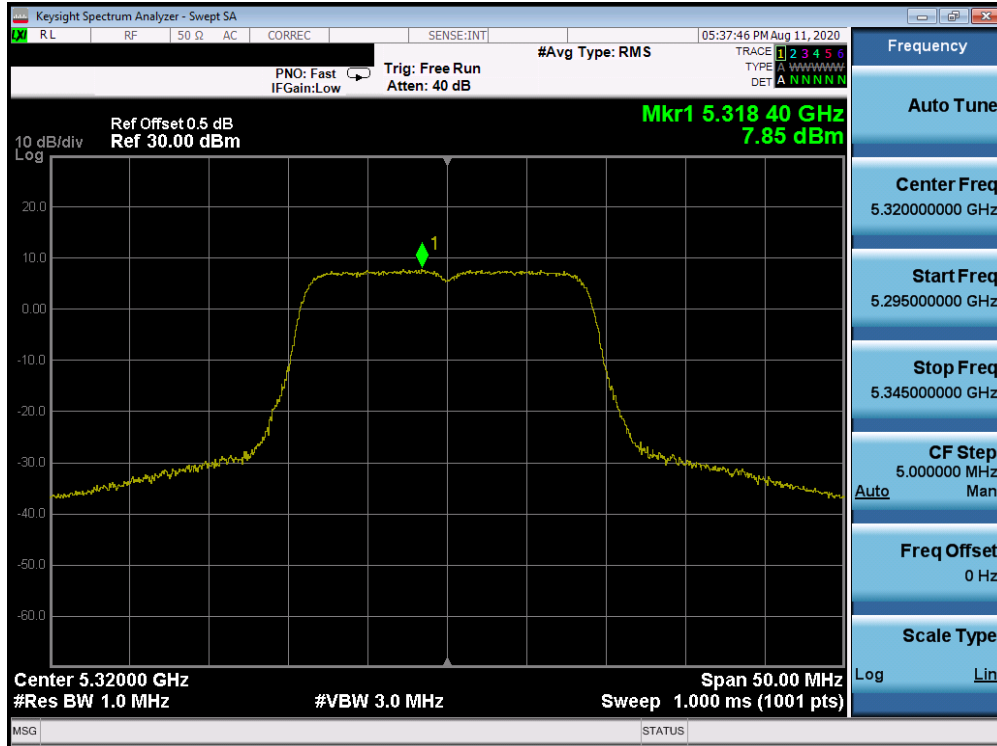 Keysight Spectrum Analyzer - Swept SA
LXI RL RF 50 Ω AC CORREC SENSE:INT 05:37:46 PM Aug 11, 2020
#Avg Type: RMS
TRACE 1 2 3 4 5 6
TYPE A WWWWW
DET A N N N N N
PNO: Fast
IFGain:Low
Trig: Free Run
Atten: 40 dB
Mkr1 5.318 40 GHz
7.85 dBm
Ref Offset 0.5 dB
Ref 30.00 dBm
10 dB/div
Log
1
20.0
10.0
0.00
-10.0
-20.0
-30.0
-40.0
-50.0
-60.0
Center 5.32000 GHz
Span 50.00 MHz
#Res BW 1.0 MHz
#VBW 3.0 MHz
Sweep 1.000 ms (1001 pts)
MSG
STATUS
Frequency
Auto Tune
Center Freq
5.320000000 GHz
Start Freq
5.295000000 GHz
Stop Freq
5.345000000 GHz
CF Step
5.000000 MHz
Auto Man
Freq Offset
0 Hz
Scale Type
Log Lin